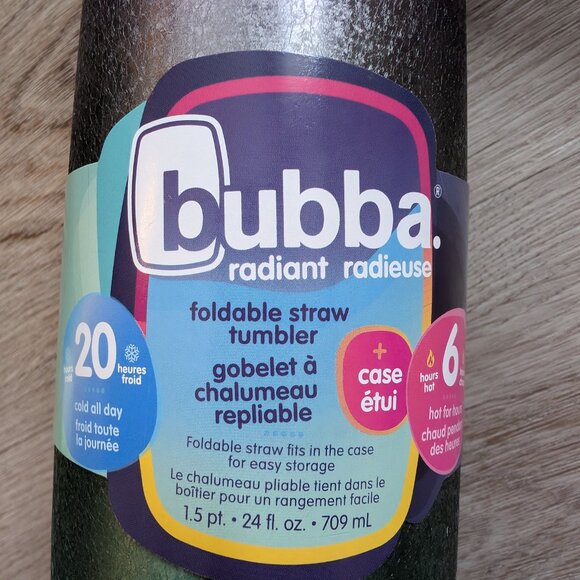 bubba.®
radiant radieuse
foldable straw
tumbler
gobelet à
chalumeau
repliable
+
case
étui
Foldable straw fits in the case
for easy storage
Le chalumeau pliable tient dans le
boîtier pour un rangement facile
1.5 pt. • 24 fl. oz. • 709 mL
20
heures
froid
cold all day
froid toute
la journée
hours
hot
6
hot for hours
chaud pendant
des heures